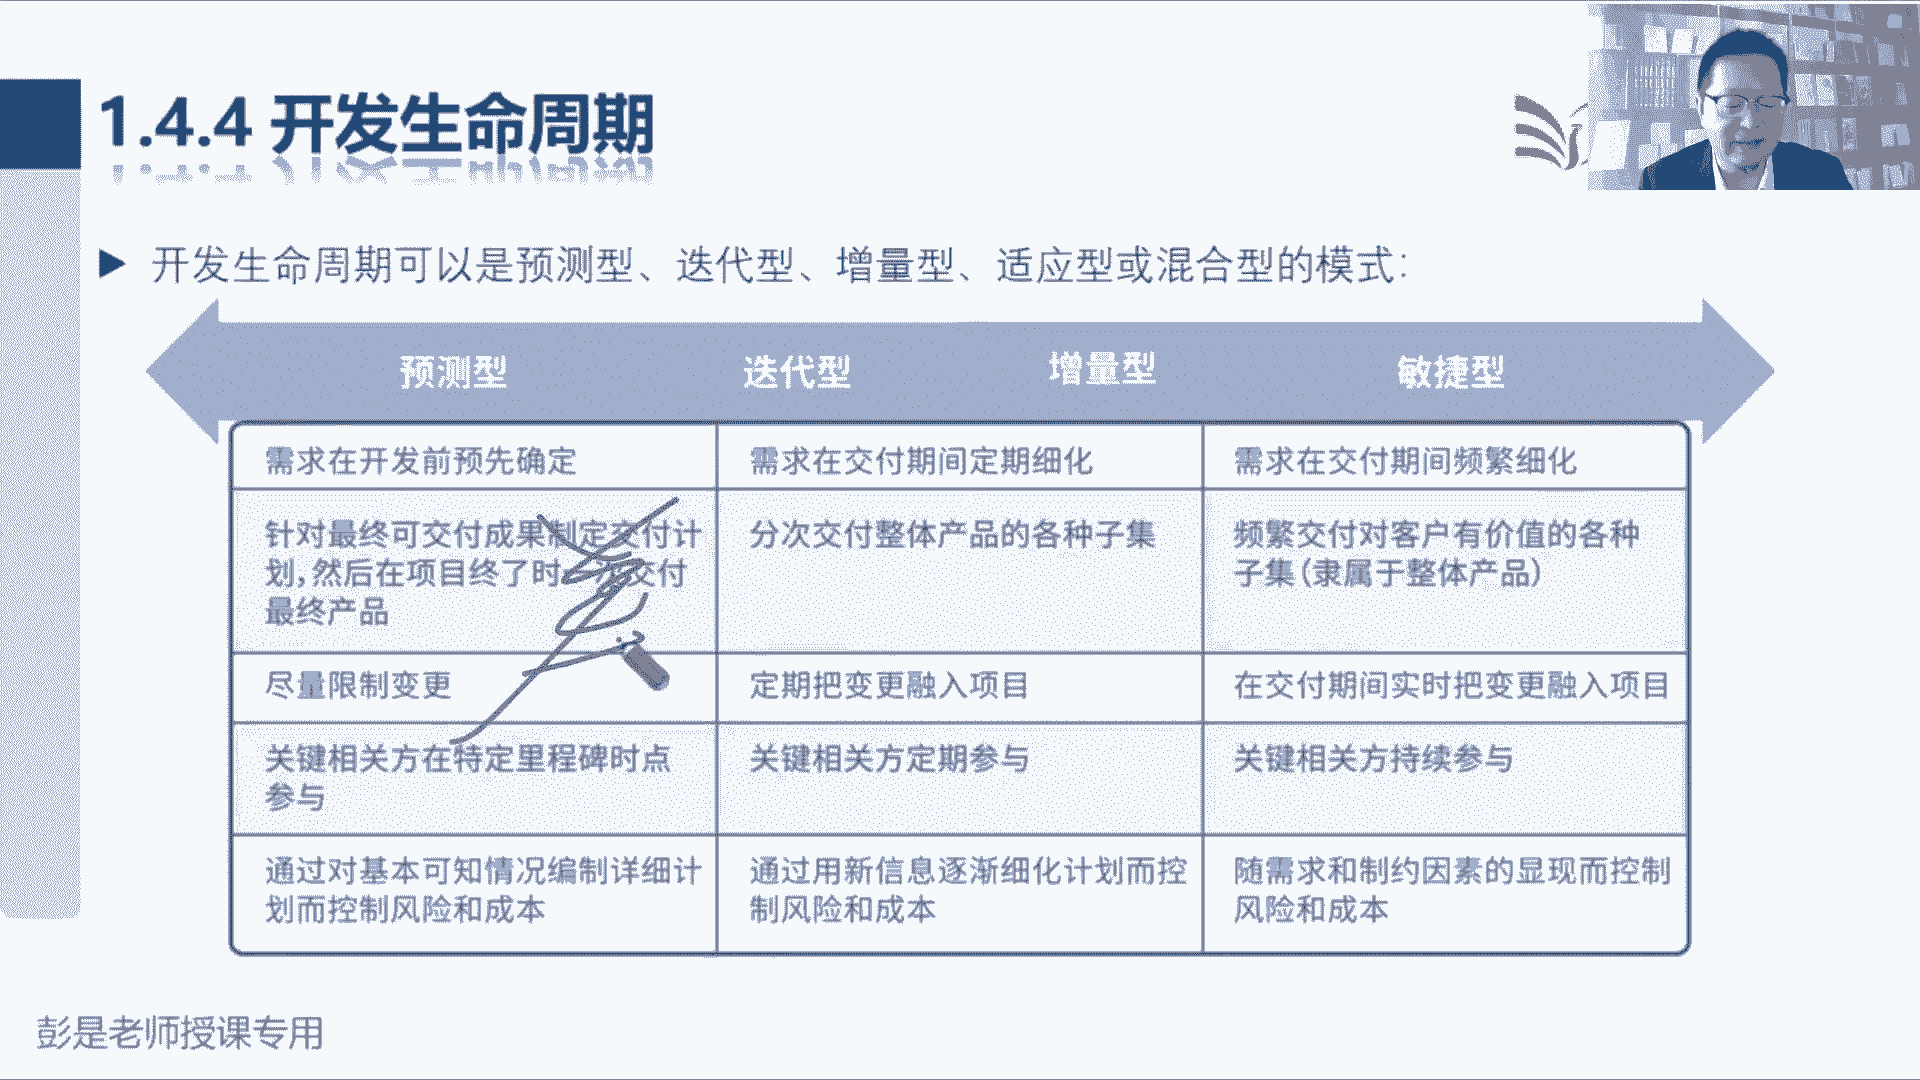 1.4.4 开发生命周期
开发生命周期可以是预测型、迭代型、增量型、适应型或混合型的模式:
预测型 迭代型 增量型 敏捷型
需求在开发前预先确定
需求在交付期间定期细化
需求在交付期间频繁细化
针对最终可交付成果制定交付计
划,然后在项目终了时 交付
最终产品
分次交付整体产品的各种子集
频繁交付对客户有价值的各种
子集(隶属于整体产品)
尽量限制变更
定期把变更融入项目
在交付期间实时把变更融入项目
关键相关方在特定里程碑时点
参与
关键相关方定期参与
关键相关方持续参与
通过对基本可知情况编制详细计
划而控制风险和成本
通过用新信息逐渐细化计划而控
制风险和成本
随需求和制约因素的显现而控制
风险和成本
彭是老师授课专用